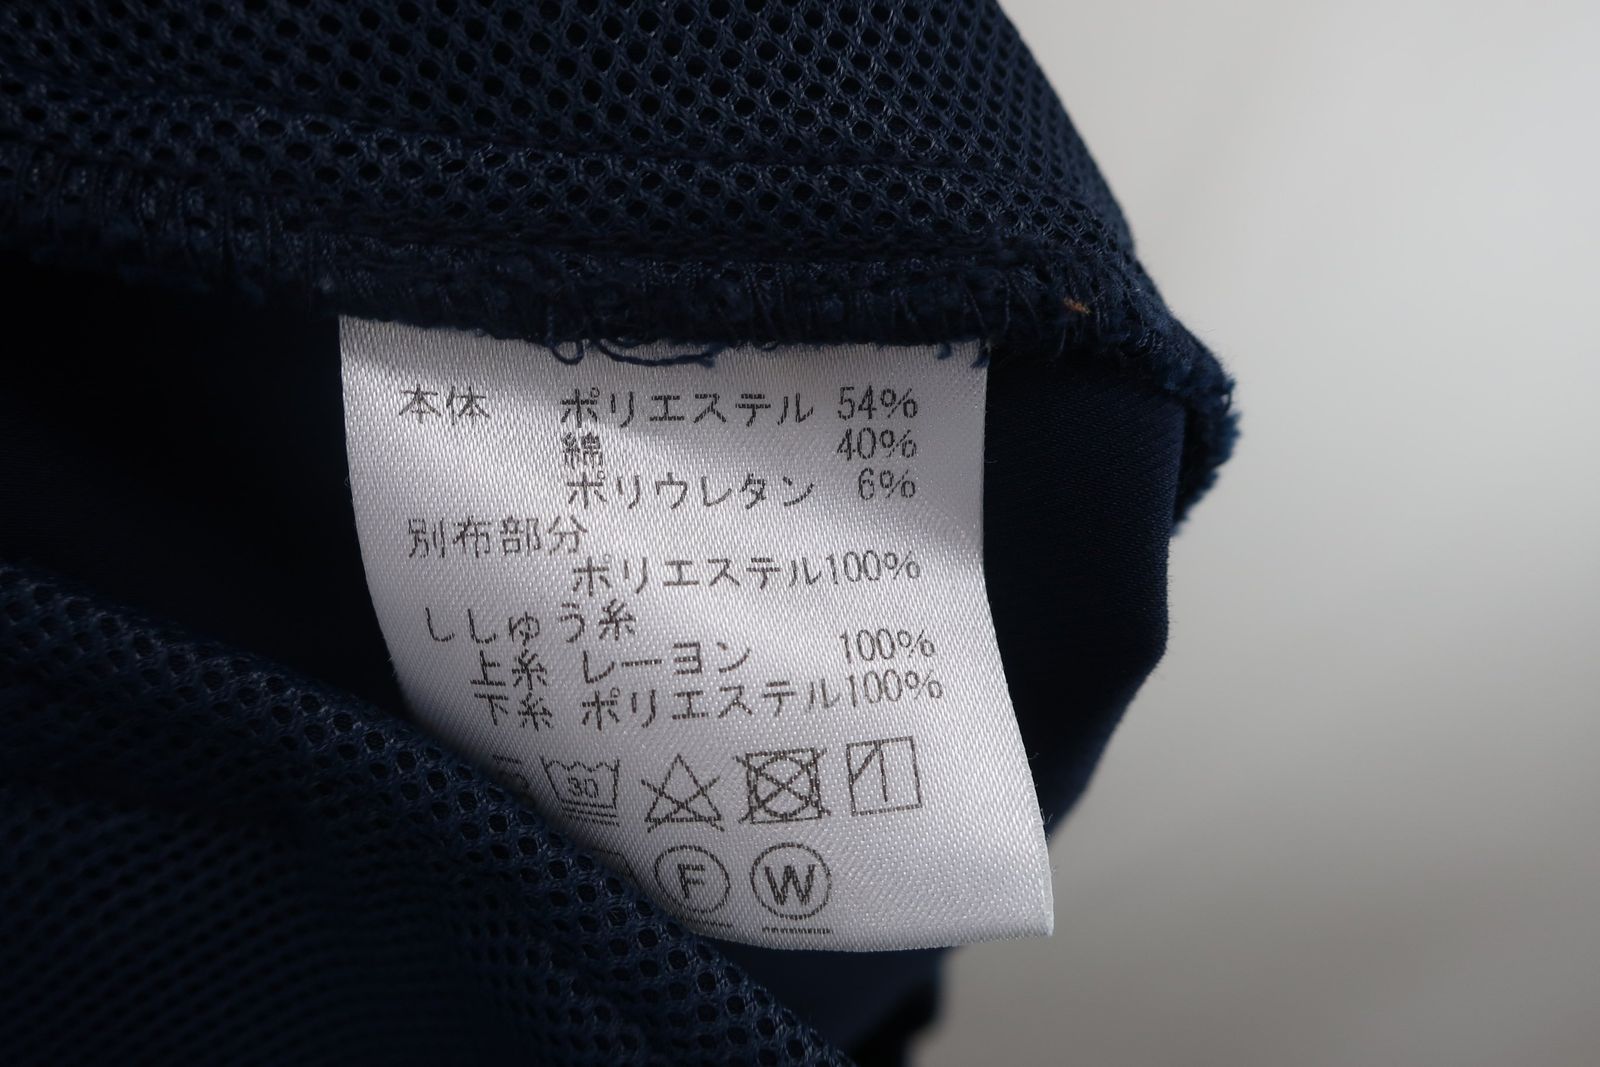 本体 ポリエステル 54%
綿 40%
ポリウレタン 6%
別布部分
ポリエステル100%
ししゅう糸
上糸 レーヨン 100%
下糸 ポリエステル100%
30
F W